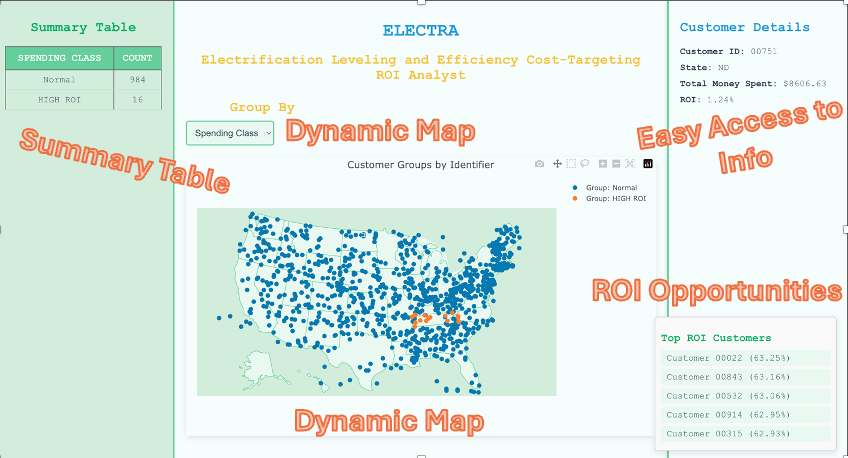 Summary Table
SPENDING CLASS COUNT
Normal 984
HIGH ROI 16
Summary Table
ELECTRA
Electrification Leveling and Efficiency Cost-Targeting
ROI Analyst
Group By
Spending Class
Dynamic Map
Customer Groups by Identifier
Group: Normal
Group: HIGH ROI
Dynamic Map
Customer Details
Customer ID: 00751
State: ND
Total Money Spent: $8606.63
ROI: 1.24%
Easy Access to
Info
ROI Opportunities
Top ROI Customers
Customer 00022 (63.25%)
Customer 00843 (63.16%)
Customer 00532 (63.06%)
Customer 00914 (62.95%)
Customer 00315 (62.93%)